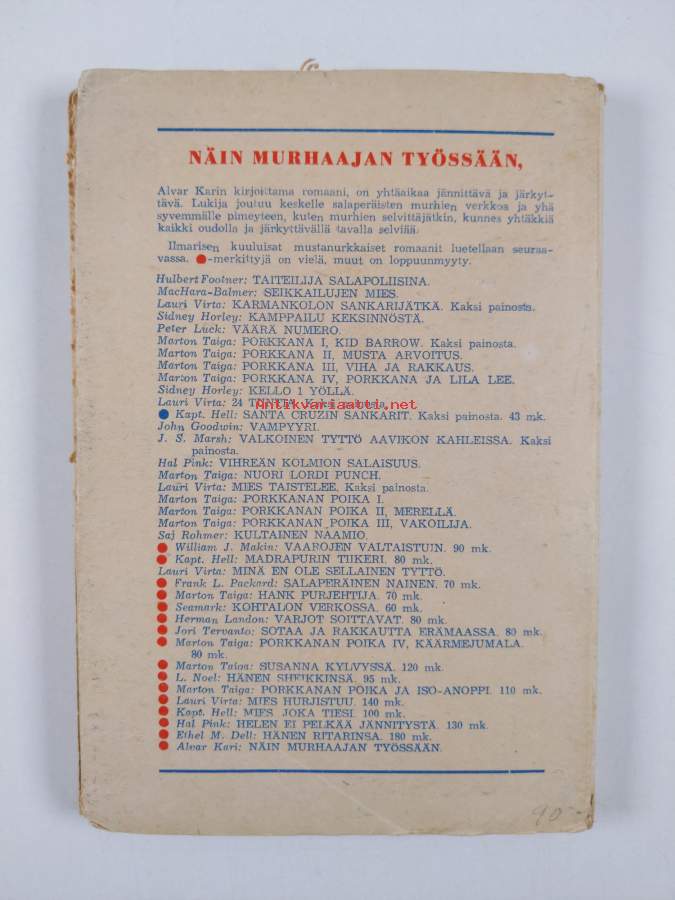 NÄIN MURHAAJAN TYÖSSÄÄN,
Alvar Karin kirjoittama romaani, on yhtäaikaa jännittävä ja järkyt-
tävä. Lukija joutuu keskelle salaperäisten murhien verkkoa ja yhä
syvemmälle pimeyteen, kuten murhien selvittäjätkin, kunnes yhtäkkiä
kaikki oudolla ja järkyttävällä tavalla selviää.
Ilmarisen kuuluisat mustanurkkaiset romaanit luetellaan seuraa-
vassa. ●-merkittyjä on vielä, muut on loppuunmyyty.
Hulbert Footner: TAITEILIJA SALAPOLIISINA.
MacHara-Balmer: SEIKKAILUJEN MIES.
Lauri Virta: KARMANKOLON SANKARIJÄTKÄ. Kaksi painosta.
Sidney Horley: KAMPPAILU KEKSINNÖSTÄ.
Peter Luck: VÄÄRÄ NUMERO.
Marton Taiga: PORKKANA I, KID BARROW. Kaksi painosta.
Marton Taiga: PORKKANA II, MUSTA ARVOITUS.
Marton Taiga: PORKKANA III, VIHA JA RAKKAUS.
Marton Taiga: PORKKANA IV, PORKKANA JA LILA LEE.
Sidney Horley: KELLO 1 YÖLLÄ.
Lauri Virta: 24 TUNTIA. Kaksi painosta.
Antikvariaatti.net
● Kapt. Hell: SANTA CRUZIN SANKARIT. Kaksi painosta. 43 mk.
John Goodwin: VAMPYYRI.
J. S. Marsh: VALKOINEN TYTTÖ AAVIKON KAHLEISSA. Kaksi
painosta.
Hal Pink: VIHREÄN KOLMION SALAISUUS.
Marton Taiga: NUORI LORDI PUNCH.
Lauri Virta: MIES TAISTELEE. Kaksi painosta.
Marton Taiga: PORKKANAN POIKA I.
Marton Taiga: PORKKANAN POIKA II, MERELLÄ.
Marton Taiga: PORKKANAN POIKA III, VAKOILIJA.
Saj Rohmer: KULTAINEN NAAMIO.
● William J. Makin: VAAROJEN VALTAISTUIN. 90 mk.
● Kapt. Hell: MADRAPURIN TIIKERI. 80 mk.
Lauri Virta: MINÄ EN OLE SELLAINEN TYTTÖ.
● Frank L. Packard: SALAPERÄINEN NAINEN. 70 mk.
● Marton Taiga: HANK PURJEHTIJA. 70 mk.
● Seamark: KOHTALON VERKOSSA. 60 mk.
● Herman Landon: VARJOT SOITTAVAT. 80 mk.
● Jori Tervanto: SOTAA JA RAKKAUTTA ERÄMAASSA. 80 mk.
● Marton Taiga: PORKKANAN POIKA IV, KÄÄRMEJUMALA.
80 mk.
● Marton Taiga: SUSANNA KYLVYSSÄ. 120 mk.
● L. Noel: HÄNEN SHEIKKINSÄ. 95 mk.
● Marton Taiga: PORKKANAN POIKA JA ISO-ANOPPI. 110 mk.
● Lauri Virta: MIES HURJISTUU. 140 mk.
● Kapt. Hell: MIES, JOKA TIESI. 100 mk.
● Hal Pink: HELEN EI PELKÄÄ JÄNNITYSTÄ. 130 mk.
● Ethel M. Dell: HÄNEN RITARINSA. 180 mk.
● Alvar Kari: NÄIN MURHAAJAN TYÖSSÄÄN.
90-